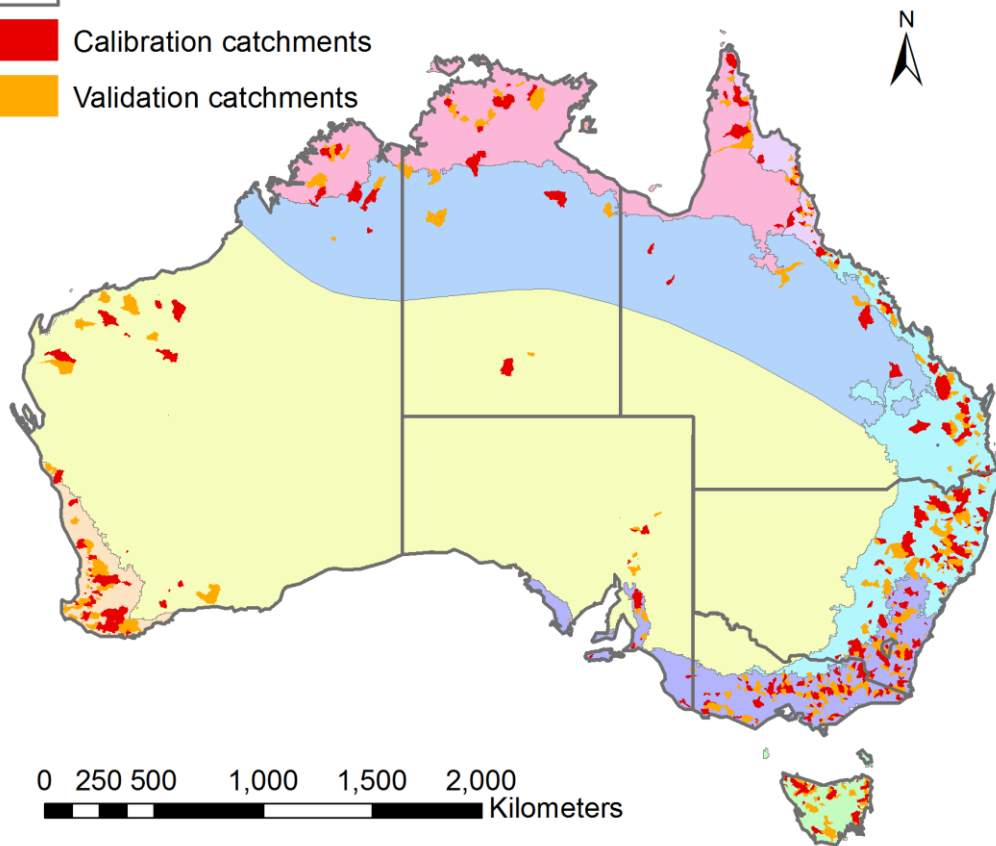 Calibration catchments
Validation catchments
N
0 250 500 1,000 1,500 2,000
Kilometers